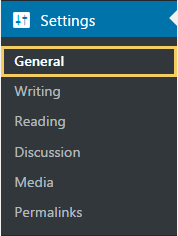 Settings
General
Writing
Reading
Discussion
Media
Permalinks